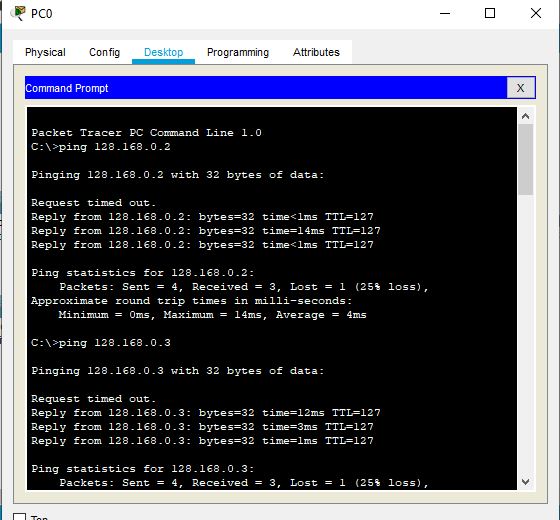 PC0
Physical Config Desktop Programming Attributes
Command Prompt
X
Packet Tracer PC Command Line 1.0
C:\>ping 128.168.0.2
Pinging 128.168.0.2 with 32 bytes of data:
Request timed out.
Reply from 128.168.0.2: bytes=32 time<1ms TTL=127
Reply from 128.168.0.2: bytes=32 time=14ms TTL=127
Reply from 128.168.0.2: bytes=32 time<1ms TTL=127
Ping statistics for 128.168.0.2:
Packets: Sent = 4, Received = 3, Lost = 1 (25% loss),
Approximate round trip times in milli-seconds:
Minimum = 0ms, Maximum = 14ms, Average = 4ms
C:\>ping 128.168.0.3
Pinging 128.168.0.3 with 32 bytes of data:
Request timed out.
Reply from 128.168.0.3: bytes=32 time=12ms TTL=127
Reply from 128.168.0.3: bytes=32 time=3ms TTL=127
Reply from 128.168.0.3: bytes=32 time=1ms TTL=127
Ping statistics for 128.168.0.3:
Packets: Sent = 4, Received = 3, Lost = 1 (25% loss),